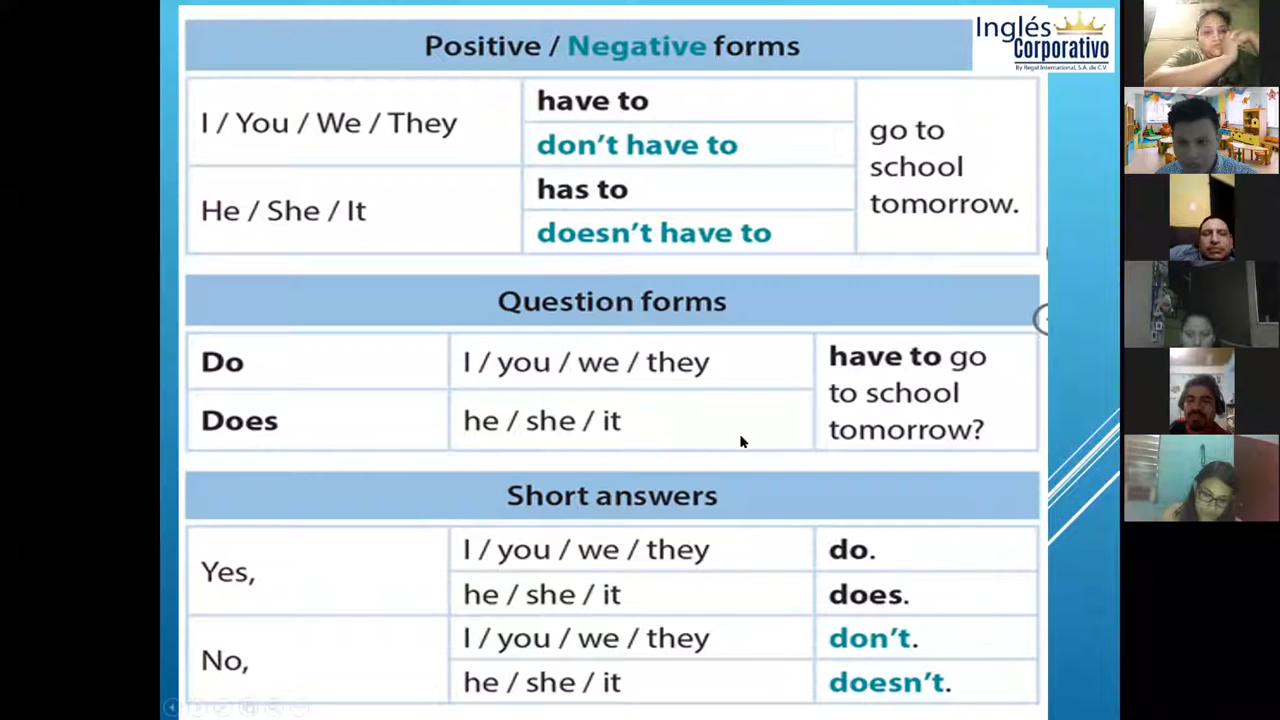 Inglés
Corporativo
By Regal International, S.A. de C.V.
Positive / Negative forms
I / You / We / They
have to
don't have to
He / She / It
has to
doesn't have to
go to
school
tomorrow.
Question forms
Do
I / you / we / they
Does
he / she / it
have to go
to school
tomorrow?
Short answers
Yes,
I / you / we / they
do.
he / she / it
does.
No,
I / you / we / they
don't.
he / she / it
doesn't.